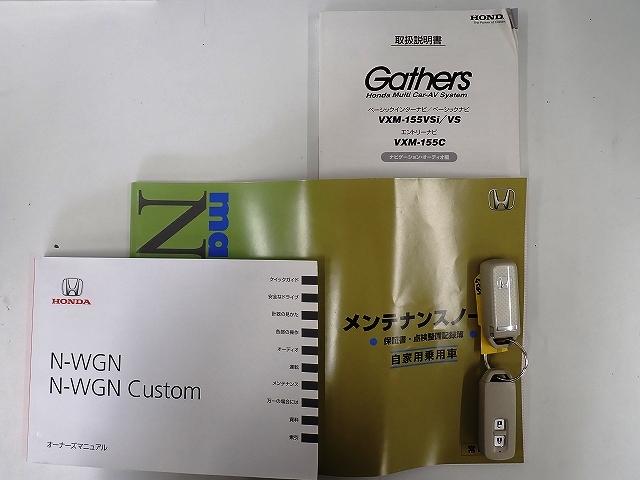 HONDA
The Power of Dreams
取扱説明書
Gathers
Honda Multi Car-AV System
ベーシックインターナビ/ベーシックナビ
VXM-155VSi/VS
エントリーナビ
VXM-155C
ナビゲーション・オーディオ編
N
ma
メンテナンスノー
保証書・点検整備記録簿
自家用乗用車
HONDA
N-WGN
N-WGN Custom
オーナーズマニュアル
クイックガイド
安全なドライブ
計器の見かた
各部の操作
オーディオ
運転
メンテナンス
万一の場合には
資料
索引